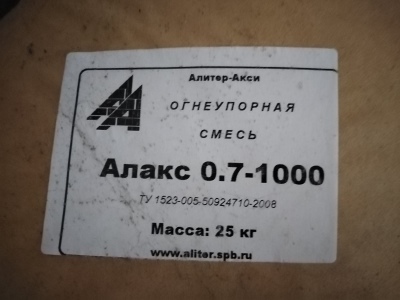 Алитер-Акси
ОГНЕУПОРНАЯ
СМЕСЬ
Алакс 0.7-1000
ТУ 1523-005-50924710-2008
Масса: 25 кг
www.aliter.spb.ru